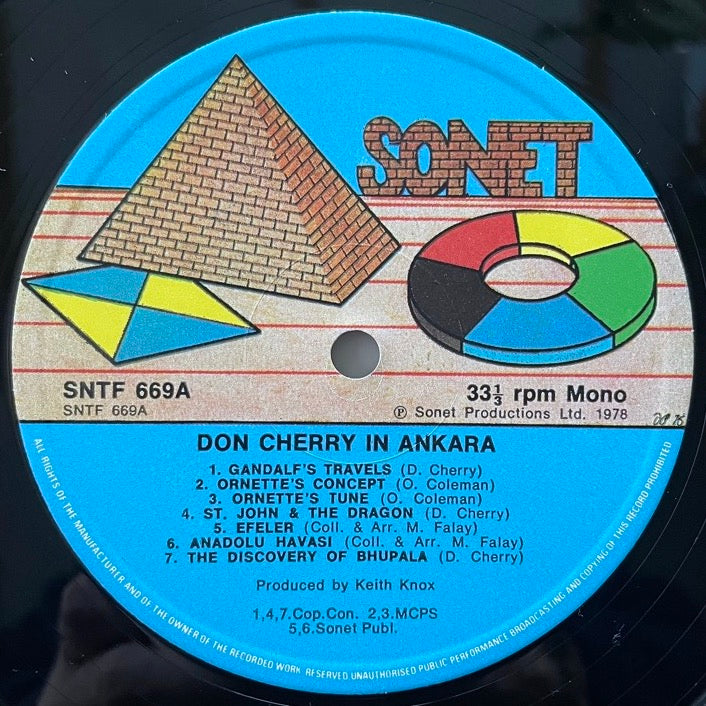 SONET
SNTF 669A
SNTF 669A
33⅓ rpm Mono
℗ Sonet Productions Ltd. 1978
DON CHERRY IN ANKARA
1. GANDALF'S TRAVELS (D. Cherry)
2. ORNETTE'S CONCEPT (O. Coleman)
3. ORNETTE'S TUNE (O. Coleman)
4. ST. JOHN & THE DRAGON (D. Cherry)
5. EFELER (Coll. & Arr. M. Falay)
6. ANADOLU HAVASI (Coll. & Arr. M. Falay)
7. THE DISCOVERY OF BHUPALA (D. Cherry)
Produced by Keith Knox
1,4,7.Cop.Con. 2,3.MCPS
5,6.Sonet Publ.
ALL RIGHTS OF THE MANUFACTURER AND OF THE OWNER OF THE RECORDED WORK RESERVED UNAUTHORISED PUBLIC PERFORMANCE BROADCASTING AND COPYING OF THIS RECORD PROHIBITED